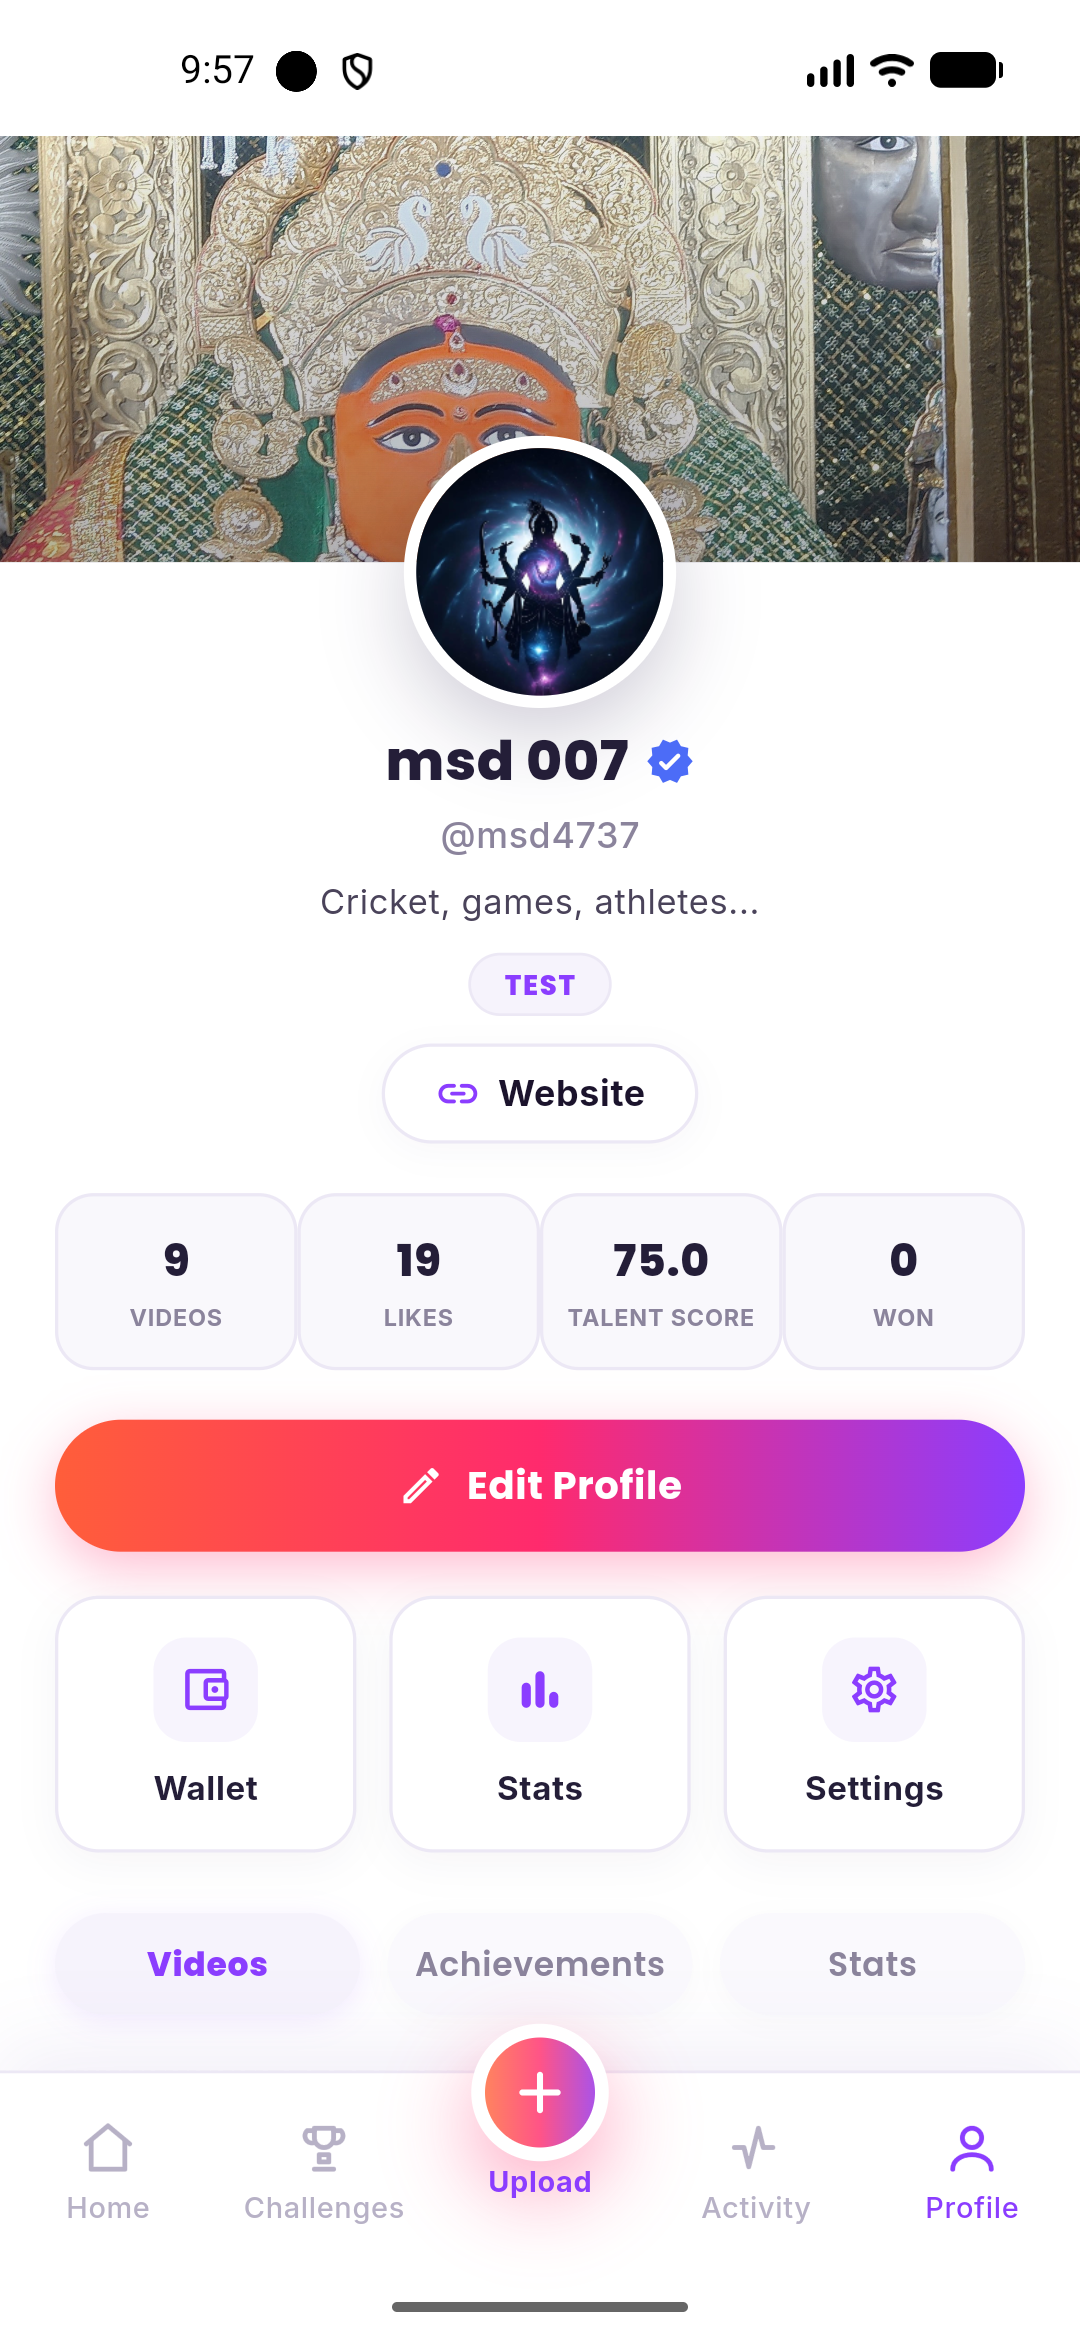 9:57
msd 007
@msd4737
Cricket, games, athletes...
TEST
Website
9
VIDEOS
19
LIKES
75.0
TALENT SCORE
0
WON
Edit Profile
Wallet
Stats
Settings
Videos
Achievements
Stats
Home
Challenges
Upload
Activity
Profile